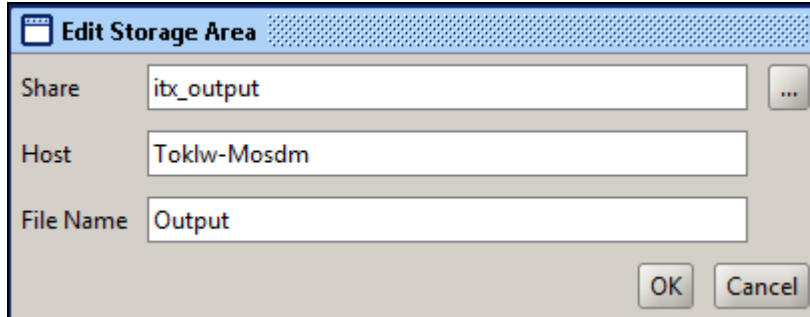 Edit Storage Area
Share itx_output ...
Host Toklw-Mosdm
File Name Output
OK Cancel